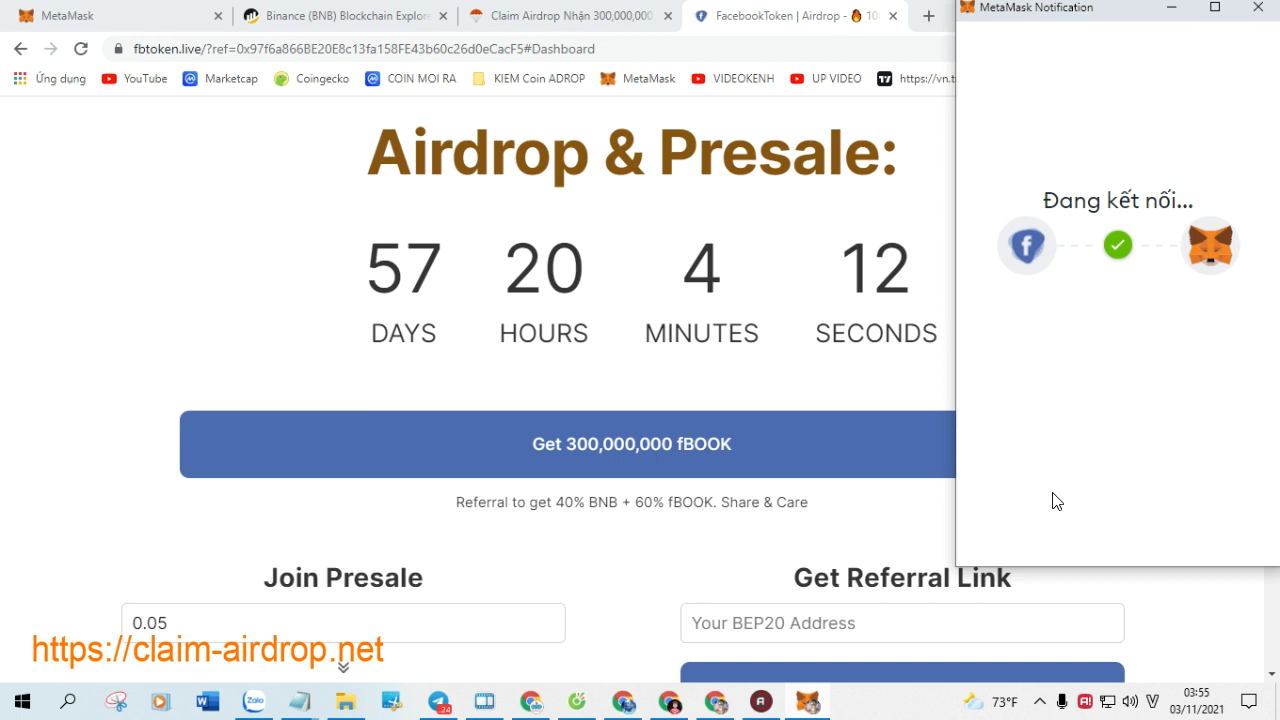 MetaMask
Binance (BNB) Blockchain Explore
Claim Airdrop Nhận 300,000,000
FacebookToken | Airdrop - 🔥 10
MetaMask Notification
fbtoken.live/?ref=0x97f6a866BE20E8c13fa158FE43b60c26d0eCacF5#Dashboard
Ứng dụng
YouTube
Marketcap
Coingecko
COIN MOI RA
KIEM Coin ADROP
MetaMask
VIDEOKENH
UP VIDEO
https://vn.t
Airdrop & Presale:
Đang kết nối...
57 20 4 12
DAYS HOURS MINUTES SECONDS
Get 300,000,000 fBOOK
Referral to get 40% BNB + 60% fBOOK. Share & Care
Join Presale
Get Referral Link
0.05
Your BEP20 Address
https://claim-airdrop.net
Zalo
24
73°F
03:55
03/11/2021